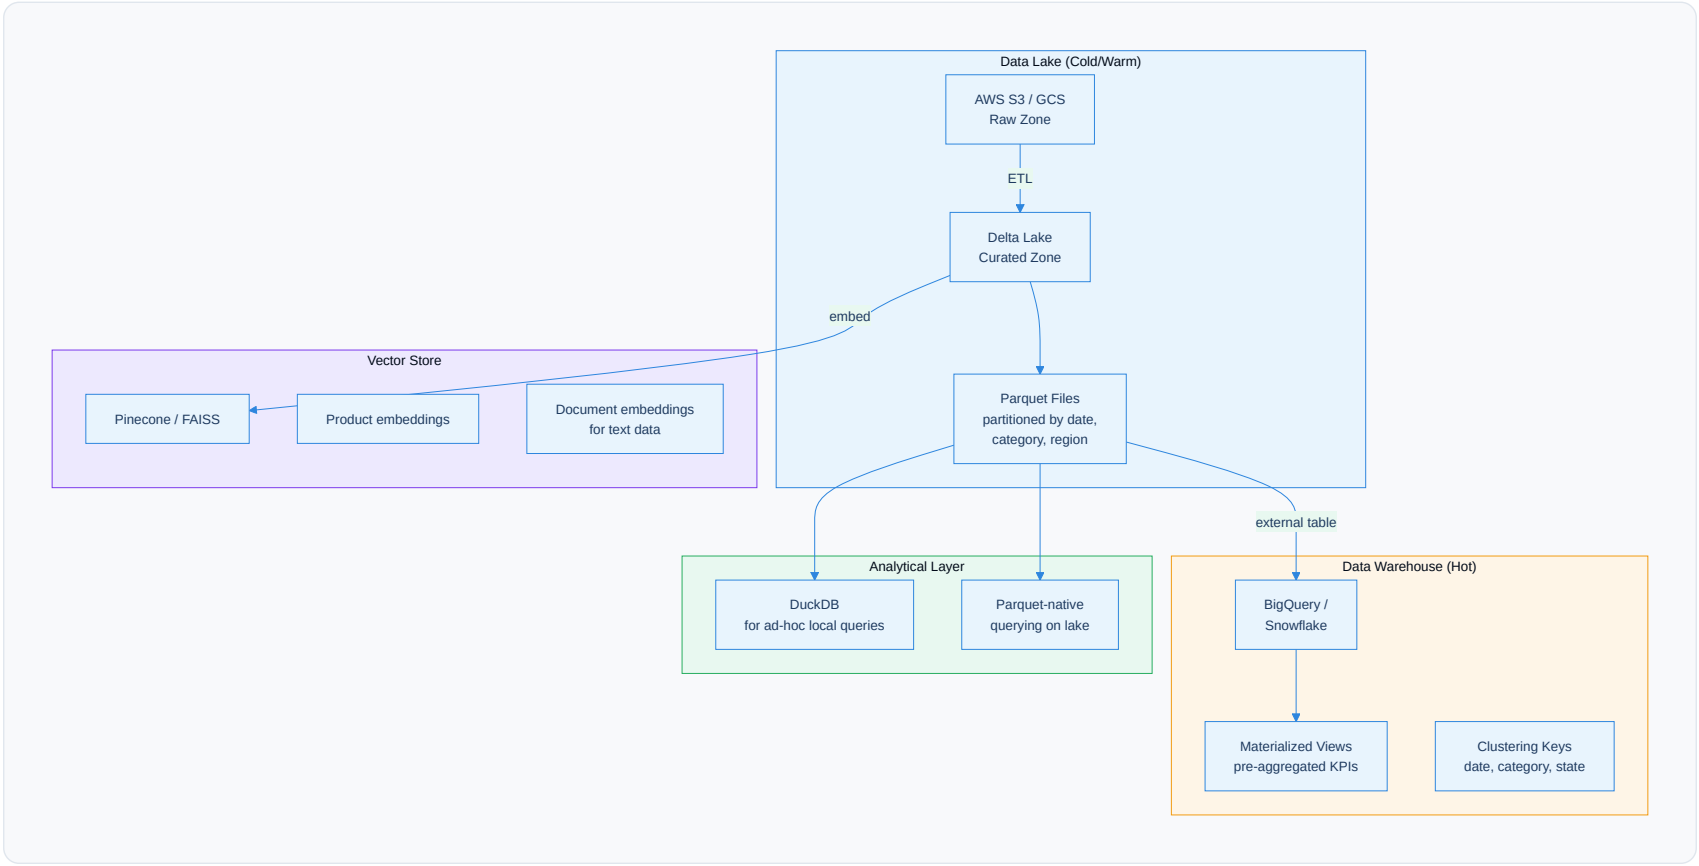 Data Lake (Cold/Warm)
AWS S3 / GCS
Raw Zone
ETL
Delta Lake
Curated Zone
embed
Vector Store
Pinecone / FAISS
Product embeddings
Document embeddings
for text data
Parquet Files
partitioned by date,
category, region
external table
Analytical Layer
DuckDB
for ad-hoc local queries
Parquet-native
querying on lake
Data Warehouse (Hot)
BigQuery /
Snowflake
Materialized Views
pre-aggregated KPIs
Clustering Keys
date, category, state